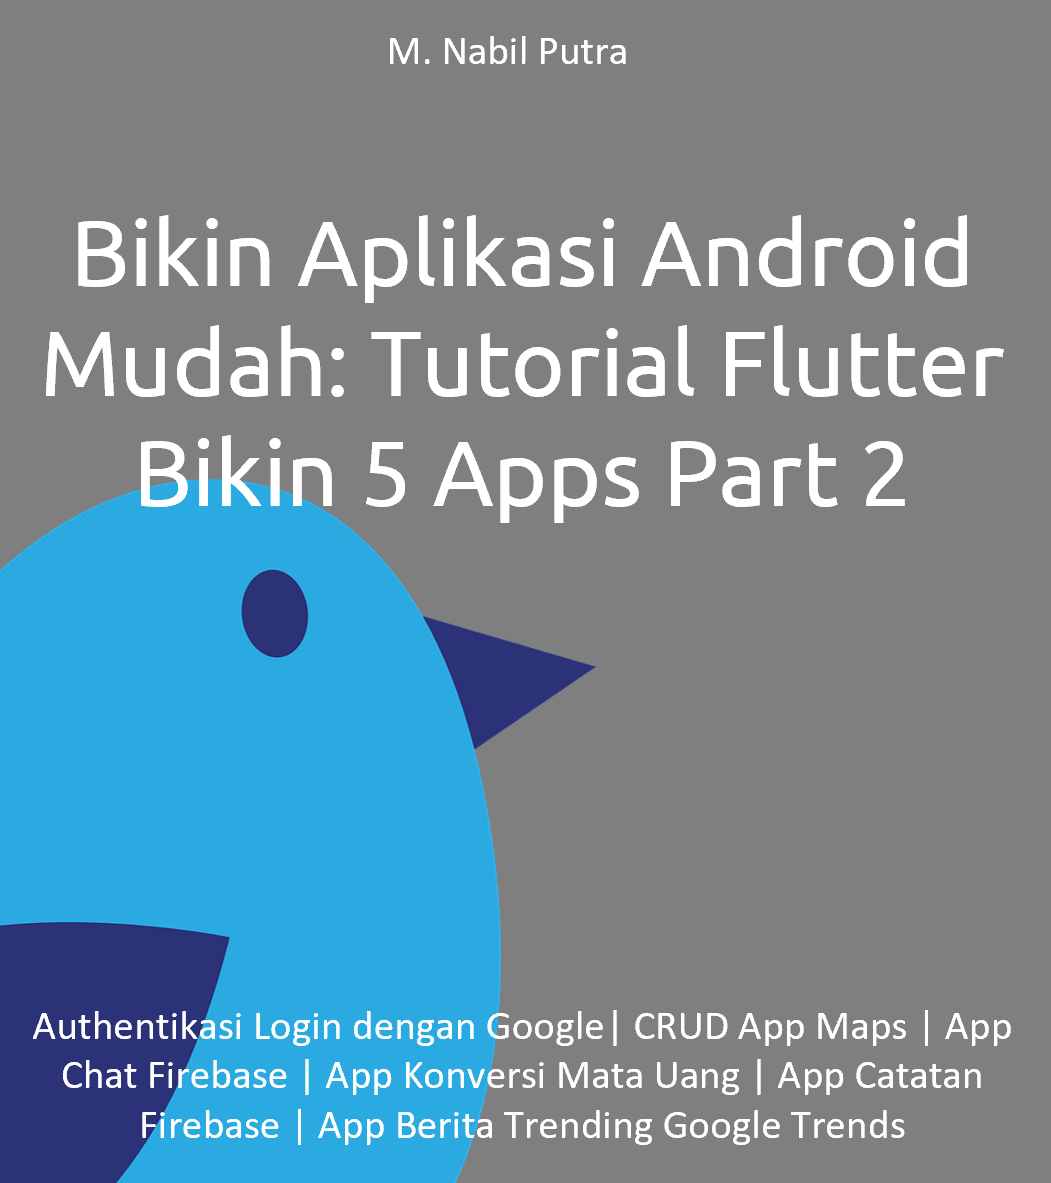 M. Nabil Putra
Bikin Aplikasi Android
Mudah: Tutorial Flutter
Bikin 5 Apps Part 2
Authentikasi Login dengan Google| CRUD App Maps | App
Chat Firebase | App Konversi Mata Uang | App Catatan
Firebase | App Berita Trending Google Trends